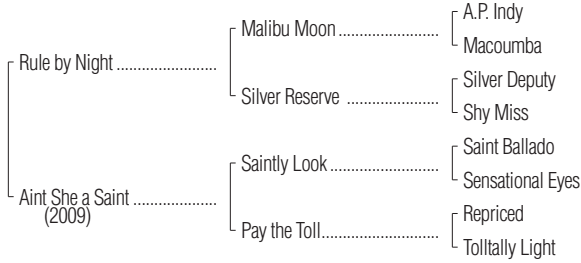 A.P. Indy
Malibu Moon ........................
Macoumba
Rule by Night ........................
Silver Deputy
Silver Reserve ......................
Shy Miss
Saint Ballado
Saintly Look ..........................
Sensational Eyes
Aint She a Saint ....................
(2009)
Repriced
Pay the Toll............................
Tolltally Light